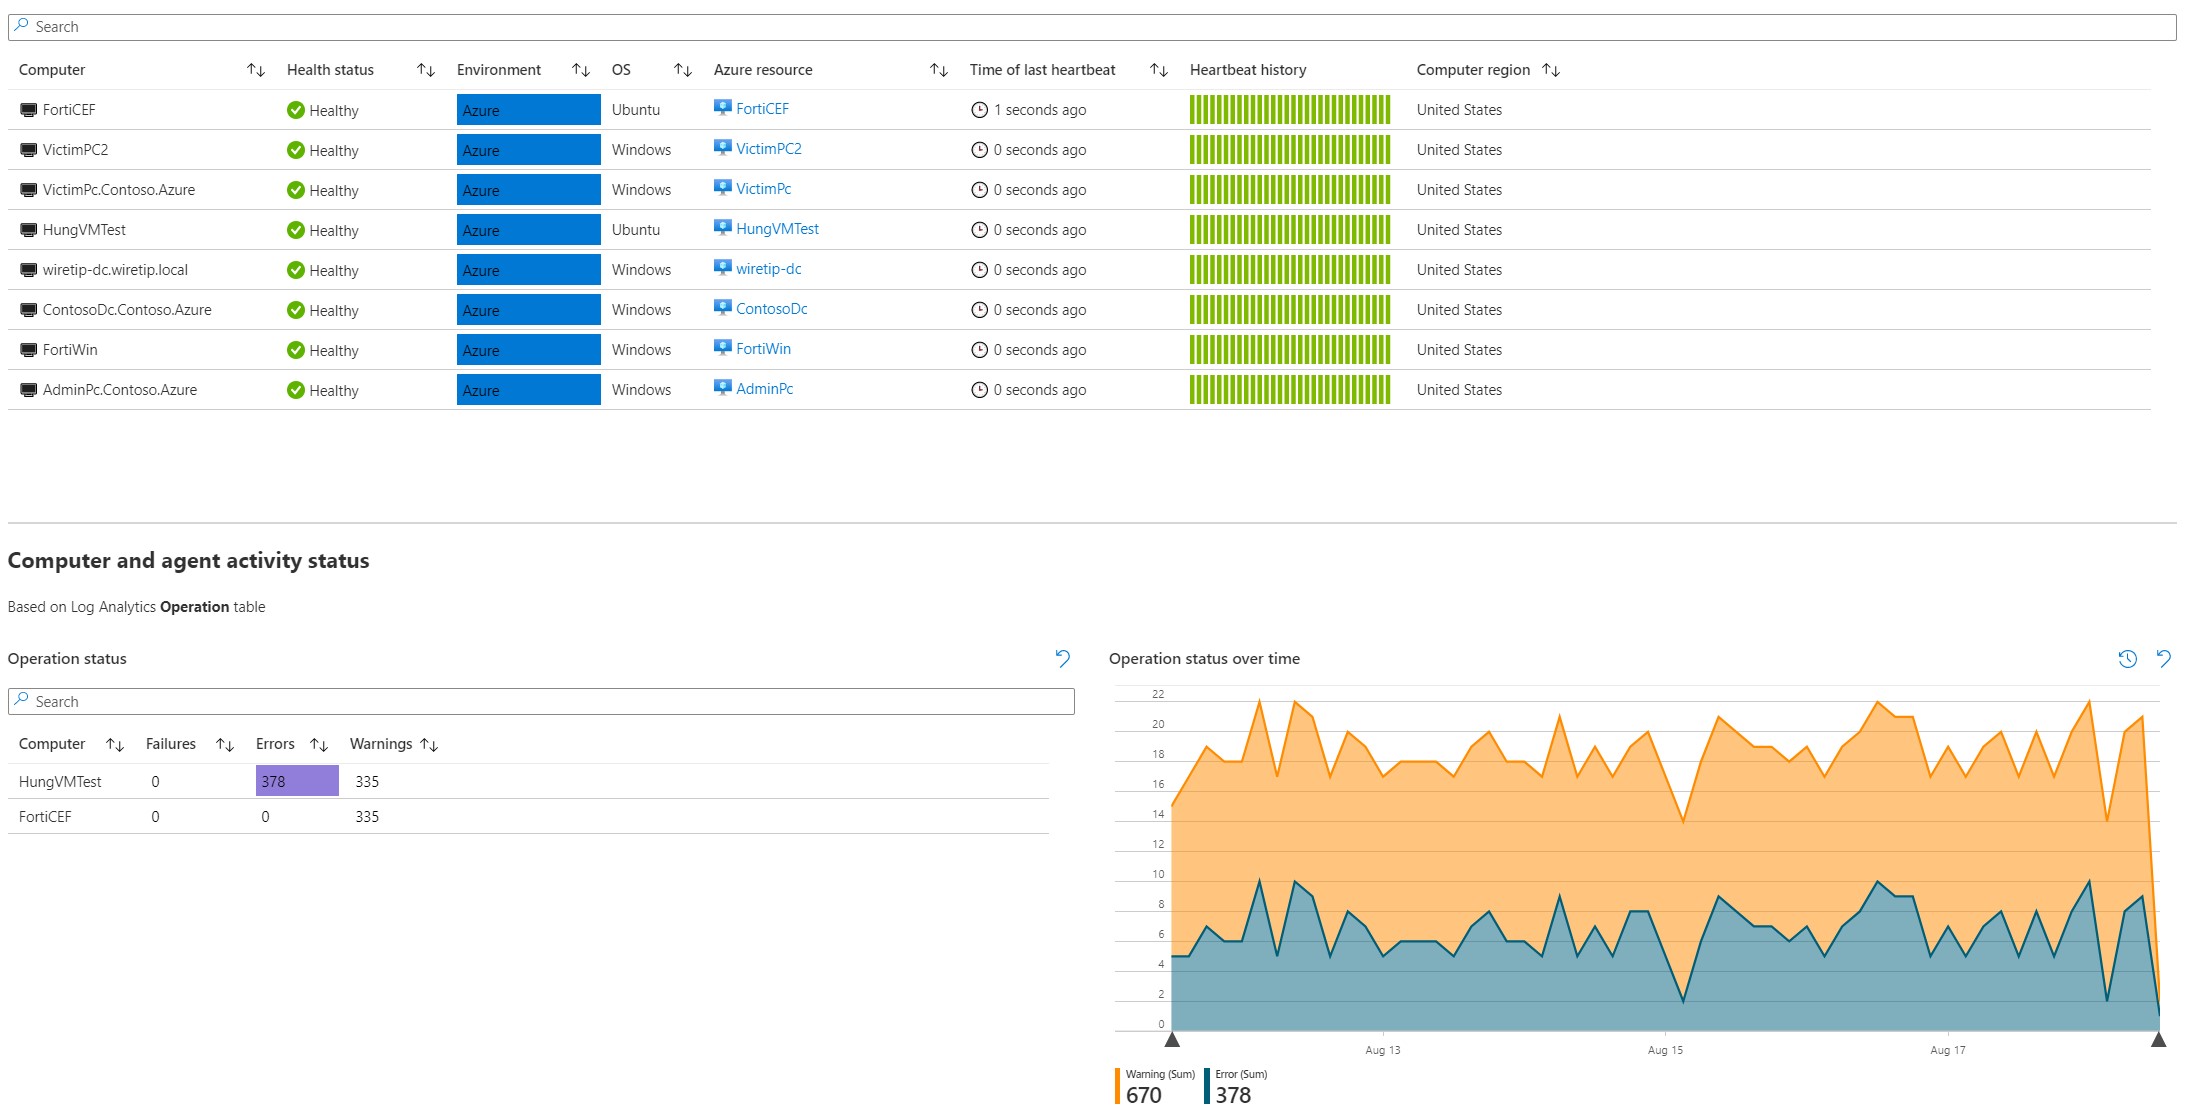 Search
Computer Health status Environment OS Azure resource Time of last heartbeat Heartbeat history Computer region
FortiCEF Healthy Azure Ubuntu FortiCEF 1 seconds ago United States
VictimPC2 Healthy Azure Windows VictimPC2 0 seconds ago United States
VictimPc.Contoso.Azure Healthy Azure Windows VictimPc 0 seconds ago United States
HungVMTest Healthy Azure Ubuntu HungVMTest 0 seconds ago United States
wiretip-dc.wiretip.local Healthy Azure Windows wiretip-dc 0 seconds ago United States
ContosoDc.Contoso.Azure Healthy Azure Windows ContosoDc 0 seconds ago United States
FortiWin Healthy Azure Windows FortiWin 0 seconds ago United States
AdminPc.Contoso.Azure Healthy Azure Windows AdminPc 0 seconds ago United States
Computer and agent activity status
Based on Log Analytics Operation table
Operation status
Search
Computer Failures Errors Warnings
HungVMTest 0 378 335
FortiCEF 0 0 335
Operation status over time
22
20
18
16
14
12
10
8
6
4
2
0
Aug 13 Aug 15 Aug 17
Warning (Sum) Error (Sum)
670 378